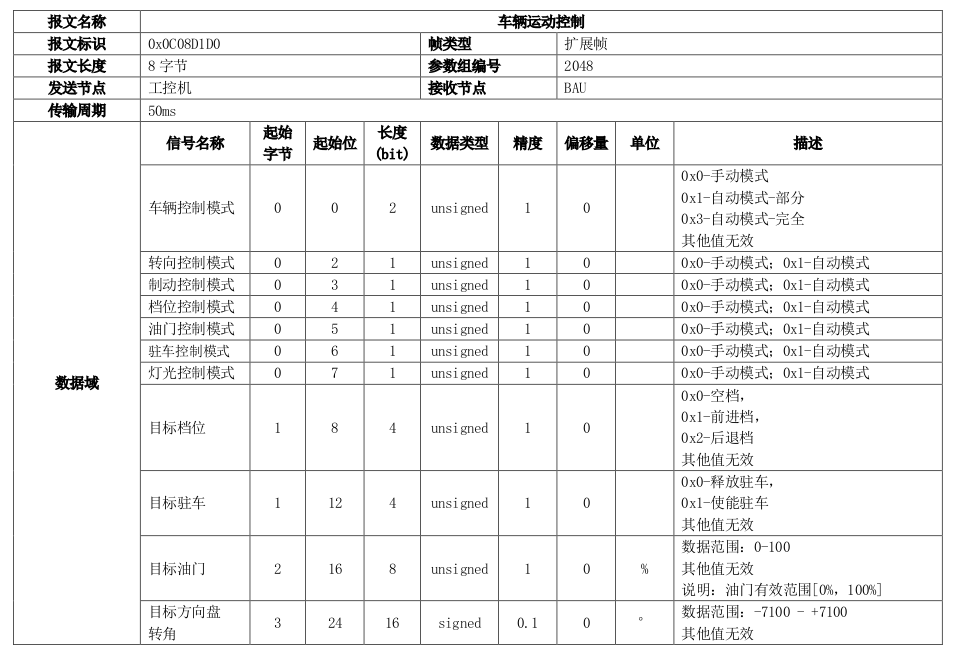 报文名称 车辆运动控制
报文标识 0x0C08D1D0 帧类型 扩展帧
报文长度 8 字节 参数组编号 2048
发送节点 工控机 接收节点 BAU
传输周期 50ms
数据域
信号名称 起始字节 起始位 长度(bit) 数据类型 精度 偏移量 单位 描述
车辆控制模式 0 0 2 unsigned 1 0
0x0-手动模式
0x1-自动模式-部分
0x3-自动模式-完全
其他值无效
转向控制模式 0 2 1 unsigned 1 0 0x0-手动模式；0x1-自动模式
制动控制模式 0 3 1 unsigned 1 0 0x0-手动模式；0x1-自动模式
档位控制模式 0 4 1 unsigned 1 0 0x0-手动模式；0x1-自动模式
油门控制模式 0 5 1 unsigned 1 0 0x0-手动模式；0x1-自动模式
驻车控制模式 0 6 1 unsigned 1 0 0x0-手动模式；0x1-自动模式
灯光控制模式 0 7 1 unsigned 1 0 0x0-手动模式；0x1-自动模式
目标档位 1 8 4 unsigned 1 0
0x0-空档，
0x1-前进档，
0x2-后退档
其他值无效
目标驻车 1 12 4 unsigned 1 0
0x0-释放驻车，
0x1-使能驻车
其他值无效
目标油门 2 16 8 unsigned 1 0 %
数据范围：0-100
其他值无效
说明：油门有效范围[0%，100%]
目标方向盘
转角 3 24 16 signed 0.1 0 °
数据范围：-7100 - +7100
其他值无效